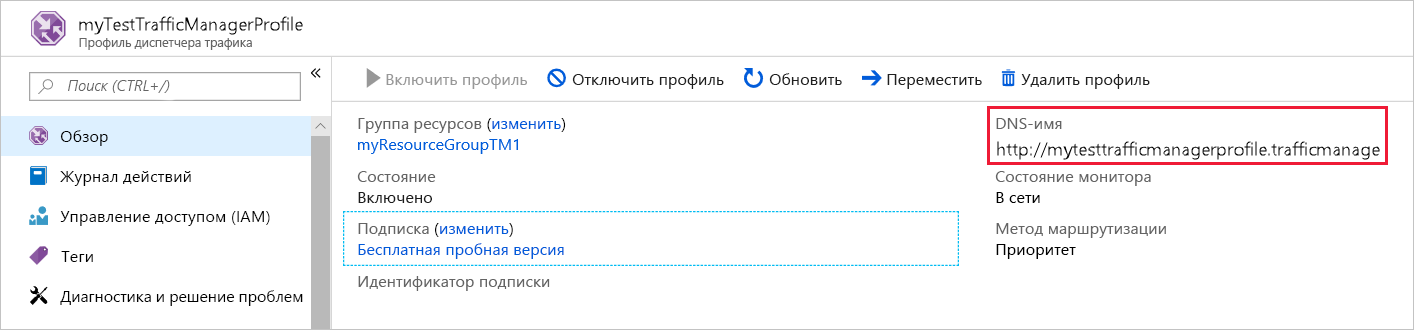 myTestTrafficManagerProfile
Профиль диспетчера трафика
Поиск (CTRL+/)
«
Включить профиль Отключить профиль Обновить Переместить Удалить профиль
Обзор
Журнал действий
Управление доступом (IAM)
Теги
Диагностика и решение проблем
Группа ресурсов (изменить)
myResourceGroupTM1
Состояние
Включено
Подписка (изменить)
Бесплатная пробная версия
Идентификатор подписки
DNS-имя
http://mytesttrafficmanagerprofile.trafficmanage
Состояние монитора
В сети
Метод маршрутизации
Приоритет